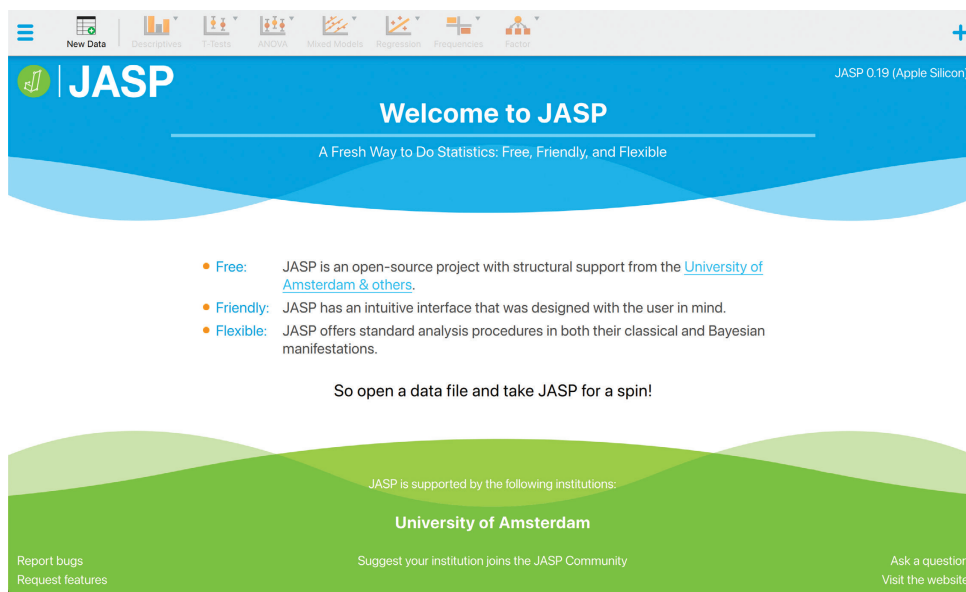 New Data
Descriptives
T-Tests
ANOVA
Mixed Models
Regression
Frequencies
Factor
JASP
JASP 0.19 (Apple Silicon)
Welcome to JASP
A Fresh Way to Do Statistics: Free, Friendly, and Flexible
• Free: JASP is an open-source project with structural support from the University of
Amsterdam & others.
• Friendly: JASP has an intuitive interface that was designed with the user in mind.
• Flexible: JASP offers standard analysis procedures in both their classical and Bayesian
manifestations.
So open a data file and take JASP for a spin!
JASP is supported by the following institutions:
University of Amsterdam
Report bugs
Suggest your institution joins the JASP Community
Ask a question
Request features
Visit the website